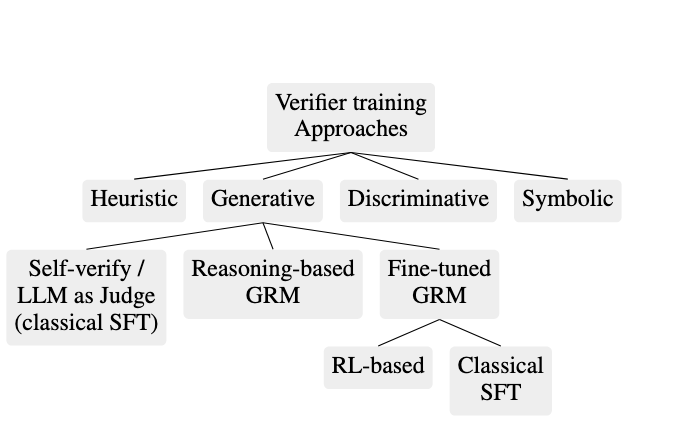 Verifier training
Approaches
Heuristic
Generative
Discriminative
Symbolic
Self-verify /
LLM as Judge
(classical SFT)
Reasoning-based
GRM
Fine-tuned
GRM
RL-based
Classical
SFT